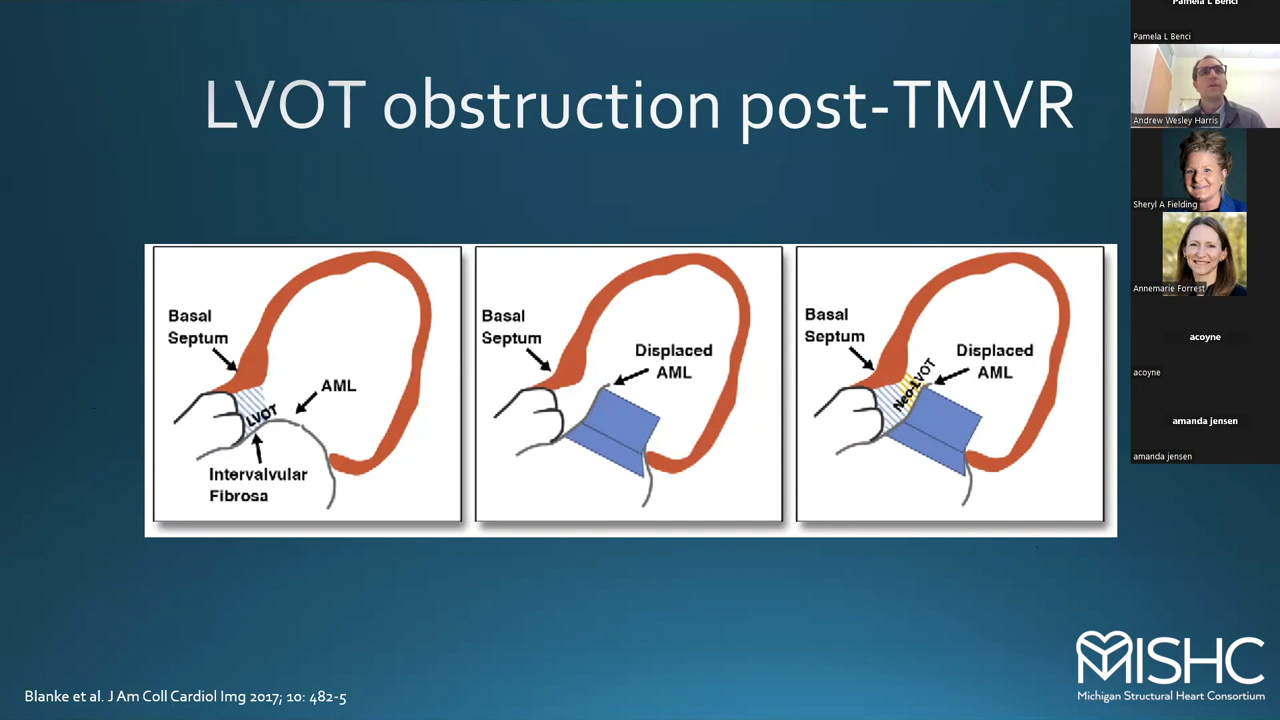 LVOT obstruction post-TMVR
Basal
Septum
AML
LVOT
Intervalvular
Fibrosa
Basal
Septum
Displaced
AML
Basal
Septum
Neo-LVOT
Displaced
AML
Blanke et al. J Am Coll Cardiol Img 2017; 10: 482-5
MISHC
Michigan Structural Heart Consortium
Pamela L Benci
Pamela L Benci
Andrew Wesley Harris
Sheryl A Fielding
Annemarie Forrest
acoyne
acoyne
amanda jensen
amanda jensen